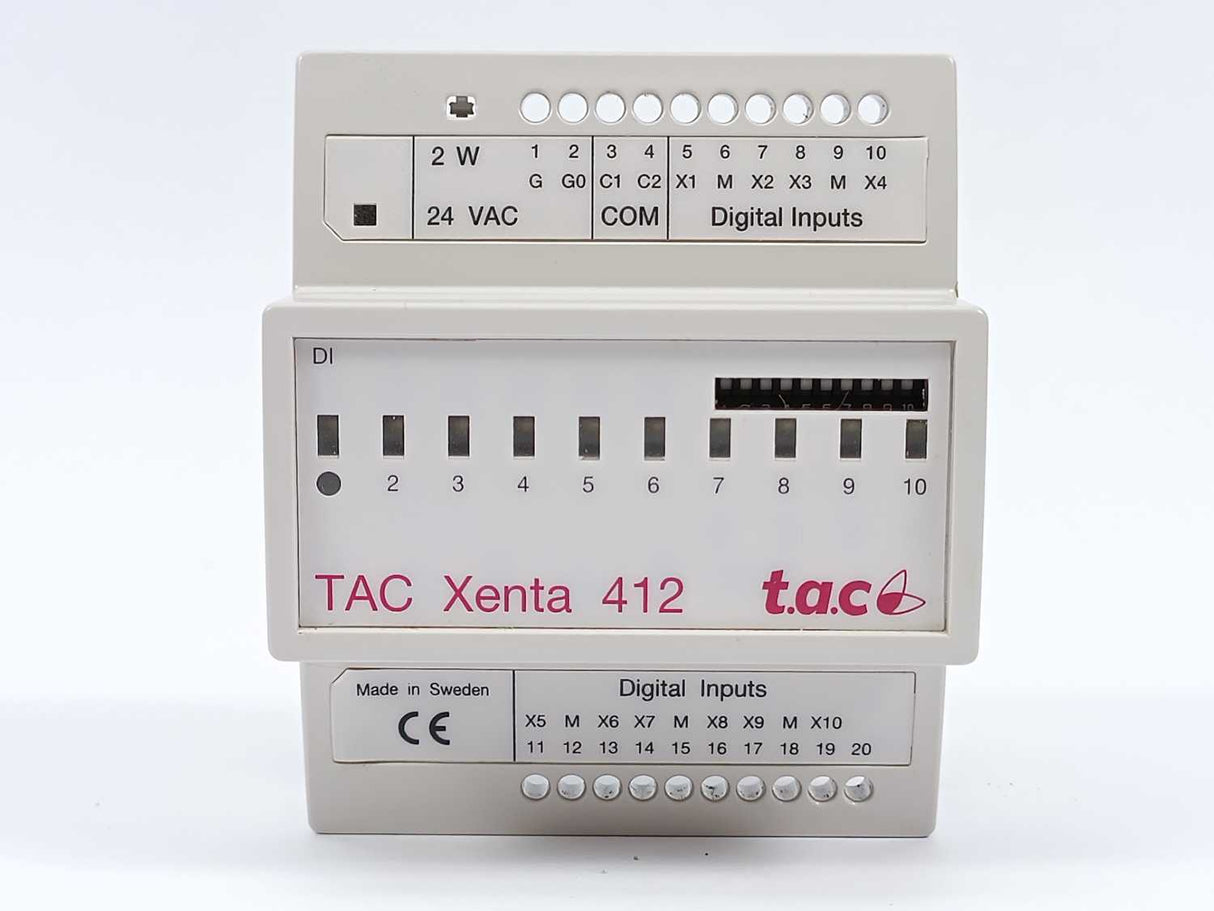 2 W 1 2 3 4 5 6 7 8 9 10
G G0 C1 C2 X1 M X2 X3 M X4
24 VAC COM Digital Inputs
DI
2 3 4 5 6 7 8 9 10
TAC Xenta 412 t.a.c
Made in Sweden Digital Inputs
CE X5 M X6 X7 M X8 X9 M X10
11 12 13 14 15 16 17 18 19 20